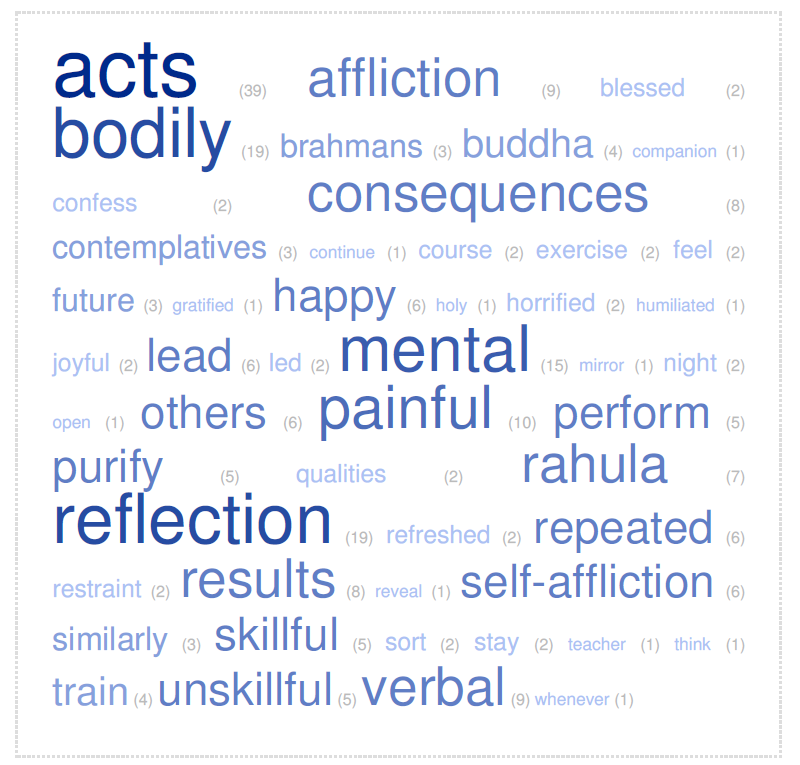 acts (39) affliction (9) blessed (2)
bodily (19) brahmans (3) buddha (4) companion (1)
confess (2) consequences (8)
contemplatives (3) continue (1) course (2) exercise (2) feel (2)
future (3) gratified (1) happy (6) holy (1) horrified (2) humiliated (1)
joyful (2) lead (6) led (2) mental (15) mirror (1) night (2)
open (1) others (6) painful (10) perform (5)
purify (5) qualities (2) rahula (7)
reflection (19) refreshed (2) repeated (6)
restraint (2) results (8) reveal (1) self-affliction (6)
similarly (3) skillful (5) sort (2) stay (2) teacher (1) think (1)
train (4) unskillful (5) verbal (9) whenever (1)